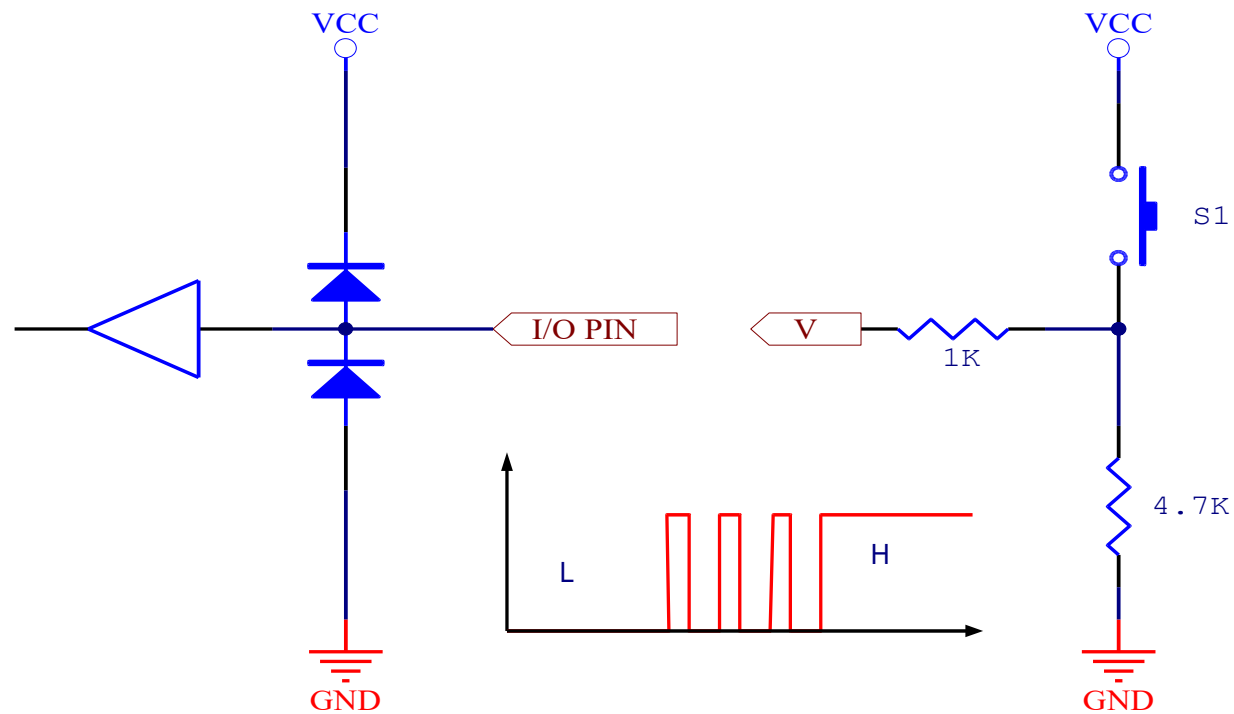 VCC
VCC
S1
I/O PIN
V
1K
4.7K
L
H
GND
GND